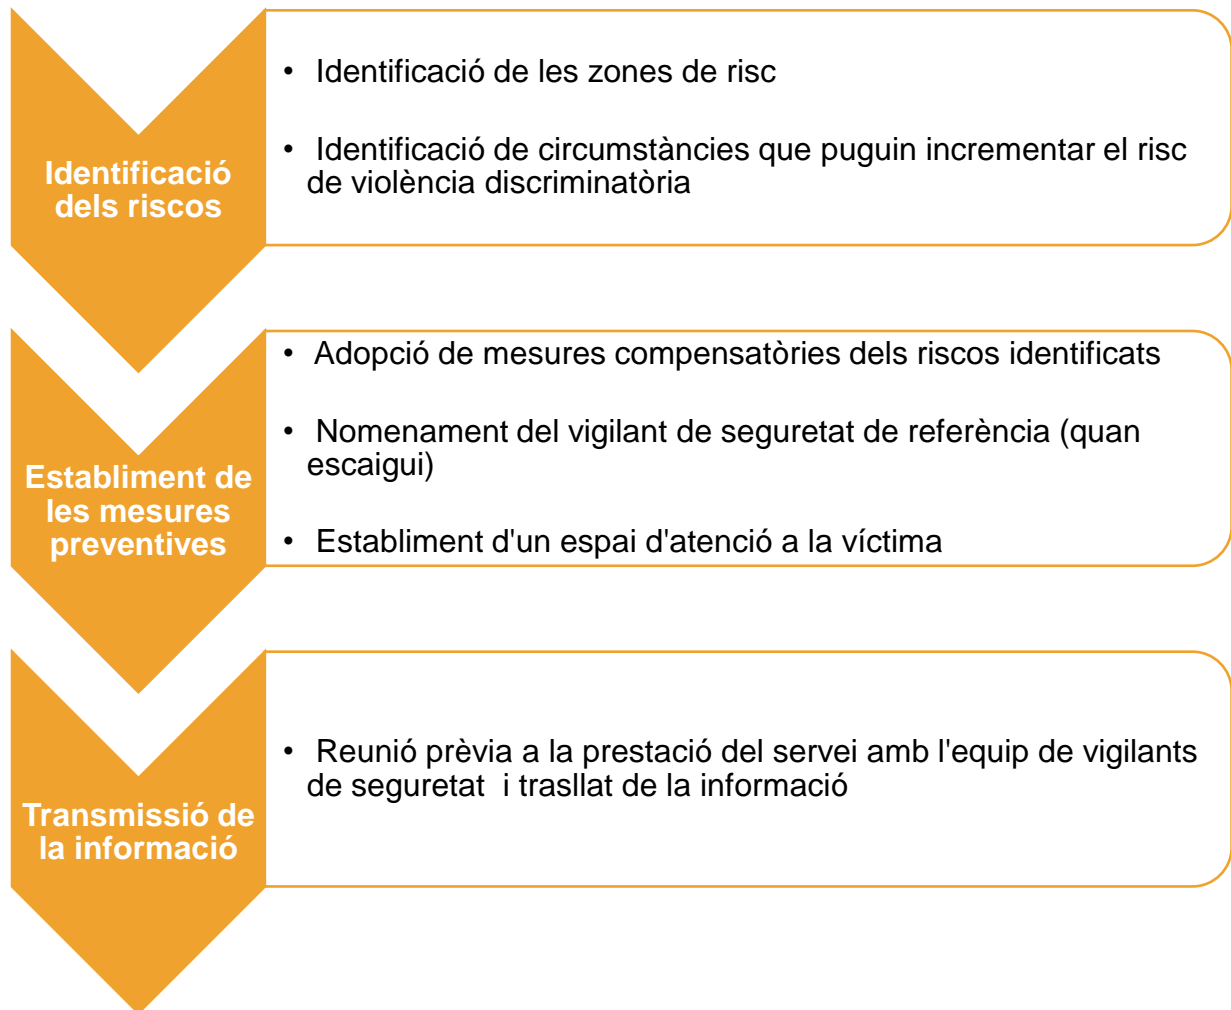 Identificació
dels riscos
• Identificació de les zones de risc
• Identificació de circumstàncies que puguin incrementar el risc
de violència discriminatòria
Establiment de
les mesures
preventives
• Adopció de mesures compensatòries dels riscos identificats
• Nomenament del vigilant de seguretat de referència (quan
escaigui)
• Establiment d'un espai d'atenció a la víctima
Transmissió de
la informació
• Reunió prèvia a la prestació del servei amb l'equip de vigilants
de seguretat  i trasllat de la informació